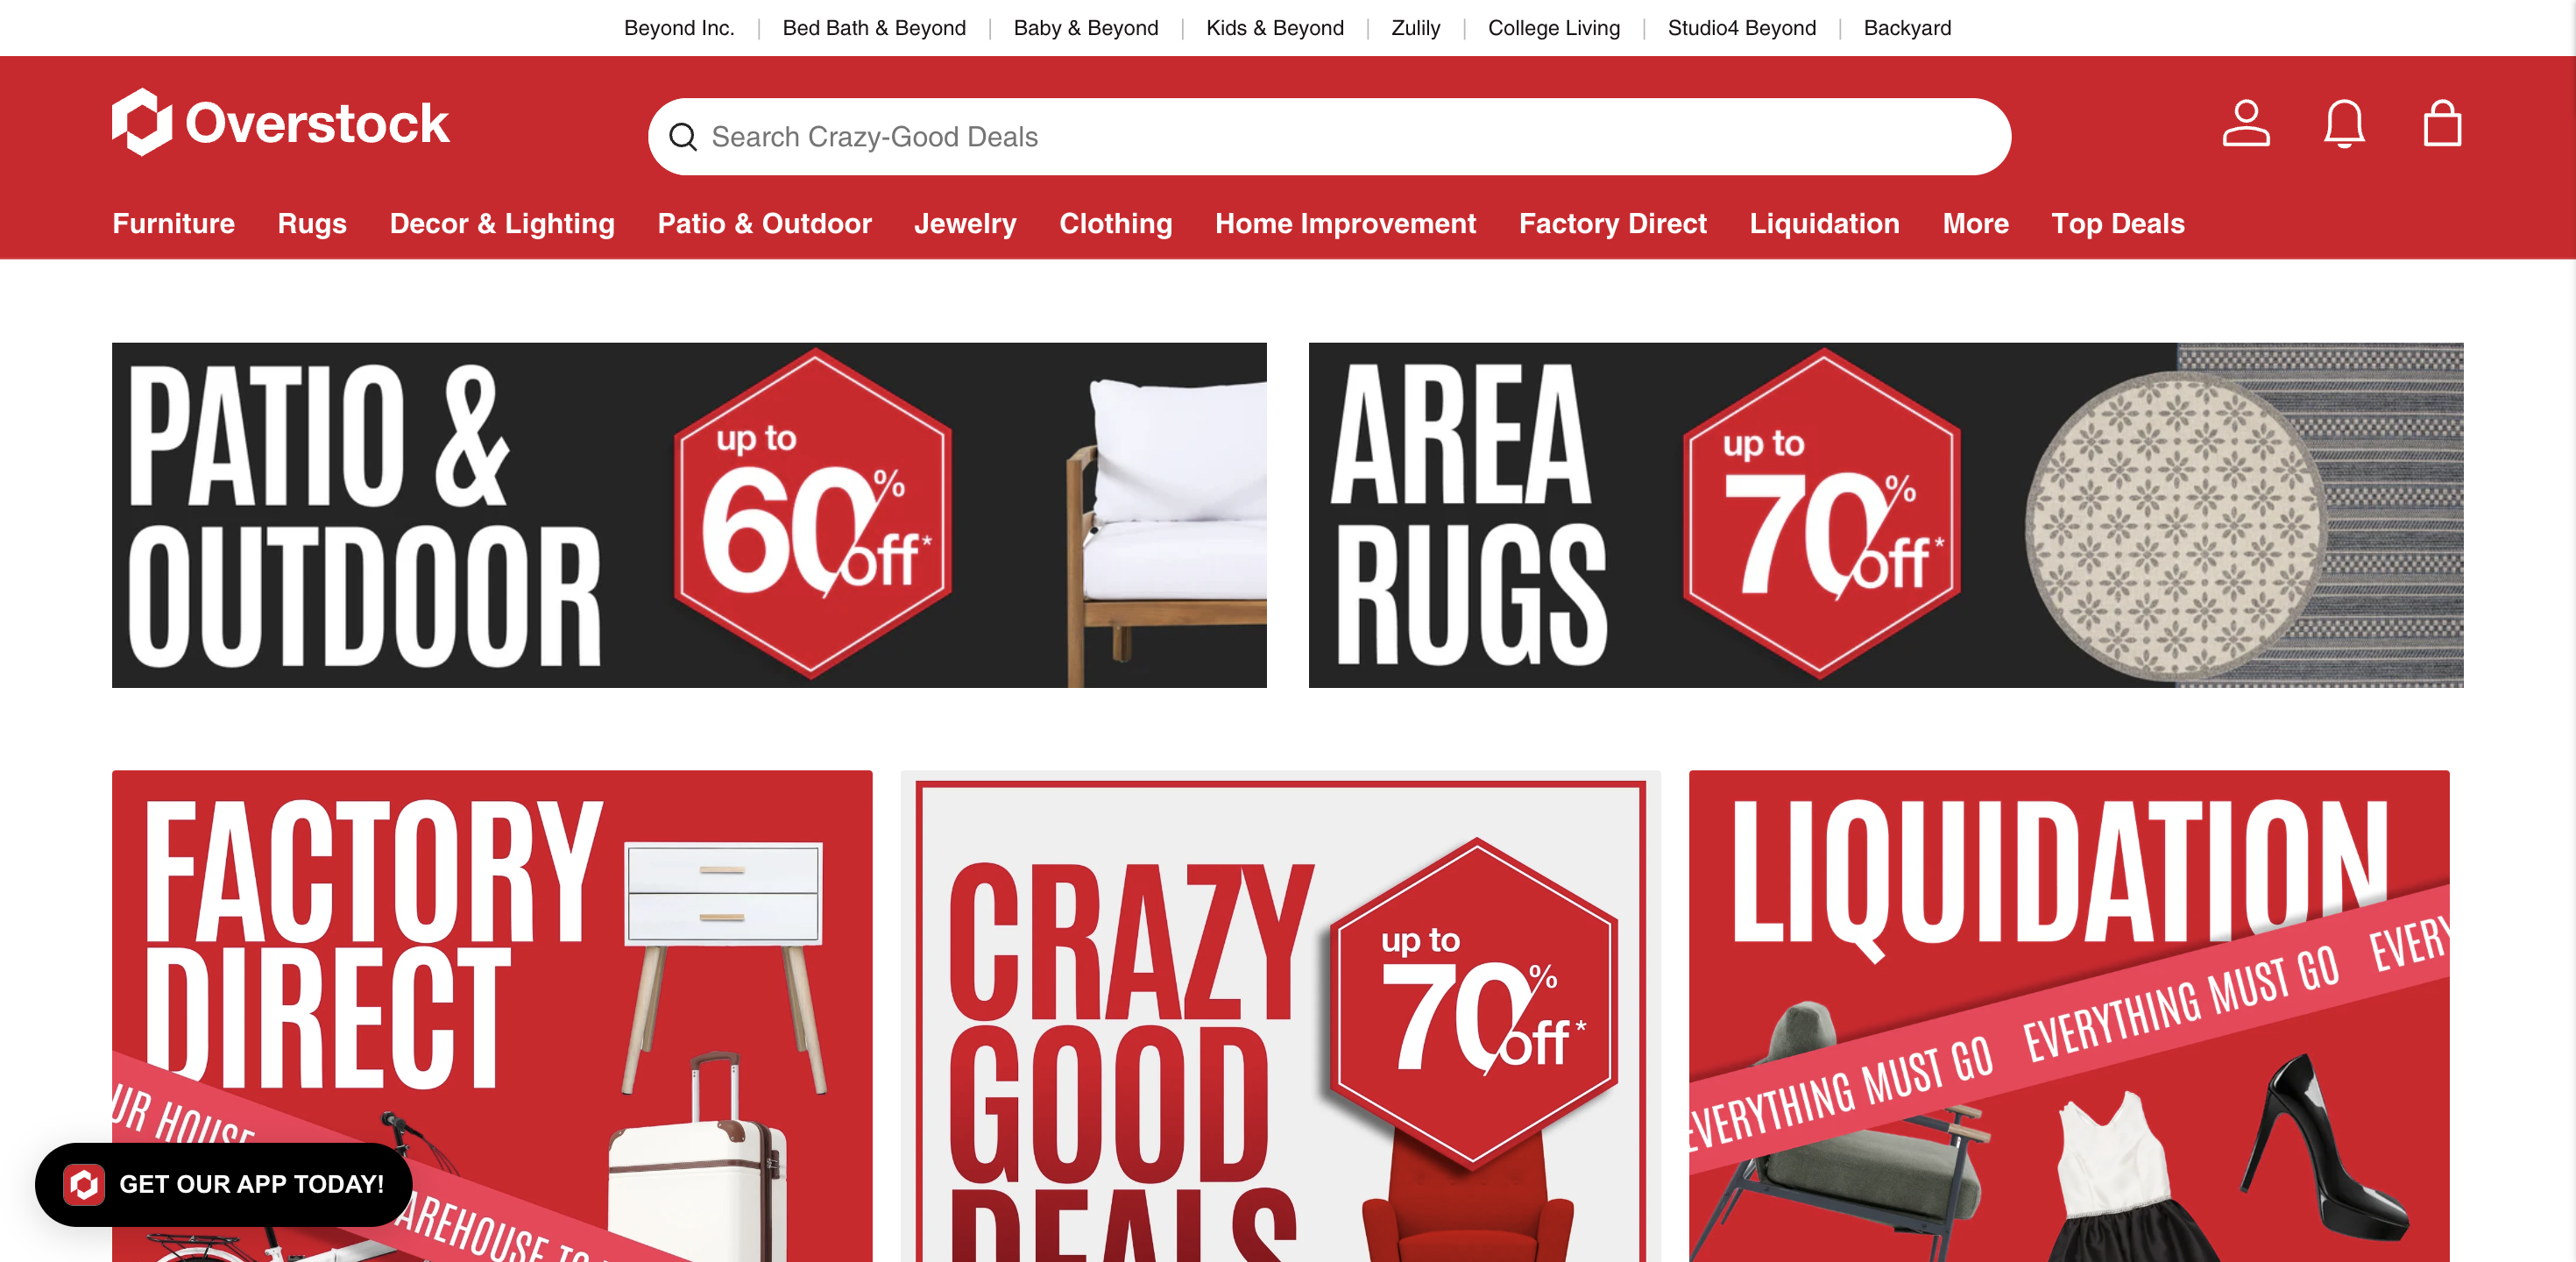 Beyond Inc. | Bed Bath & Beyond | Baby & Beyond | Kids & Beyond | Zulily | College Living | Studio4 Beyond | Backyard
Overstock
Search Crazy-Good Deals
Furniture Rugs Decor & Lighting Patio & Outdoor Jewelry Clothing Home Improvement Factory Direct Liquidation More Top Deals
PATIO &
OUTDOOR
up to
60%
off*
AREA
RUGS
up to
70%
off*
FACTORY
DIRECT
UR HOUSE
AREHOUSE TO
CRAZY
GOOD
DEALS
up to
70%
off*
LIQUIDATION
EVERYTHING MUST GO EVERYTHING MUST GO EVERY
GET OUR APP TODAY!